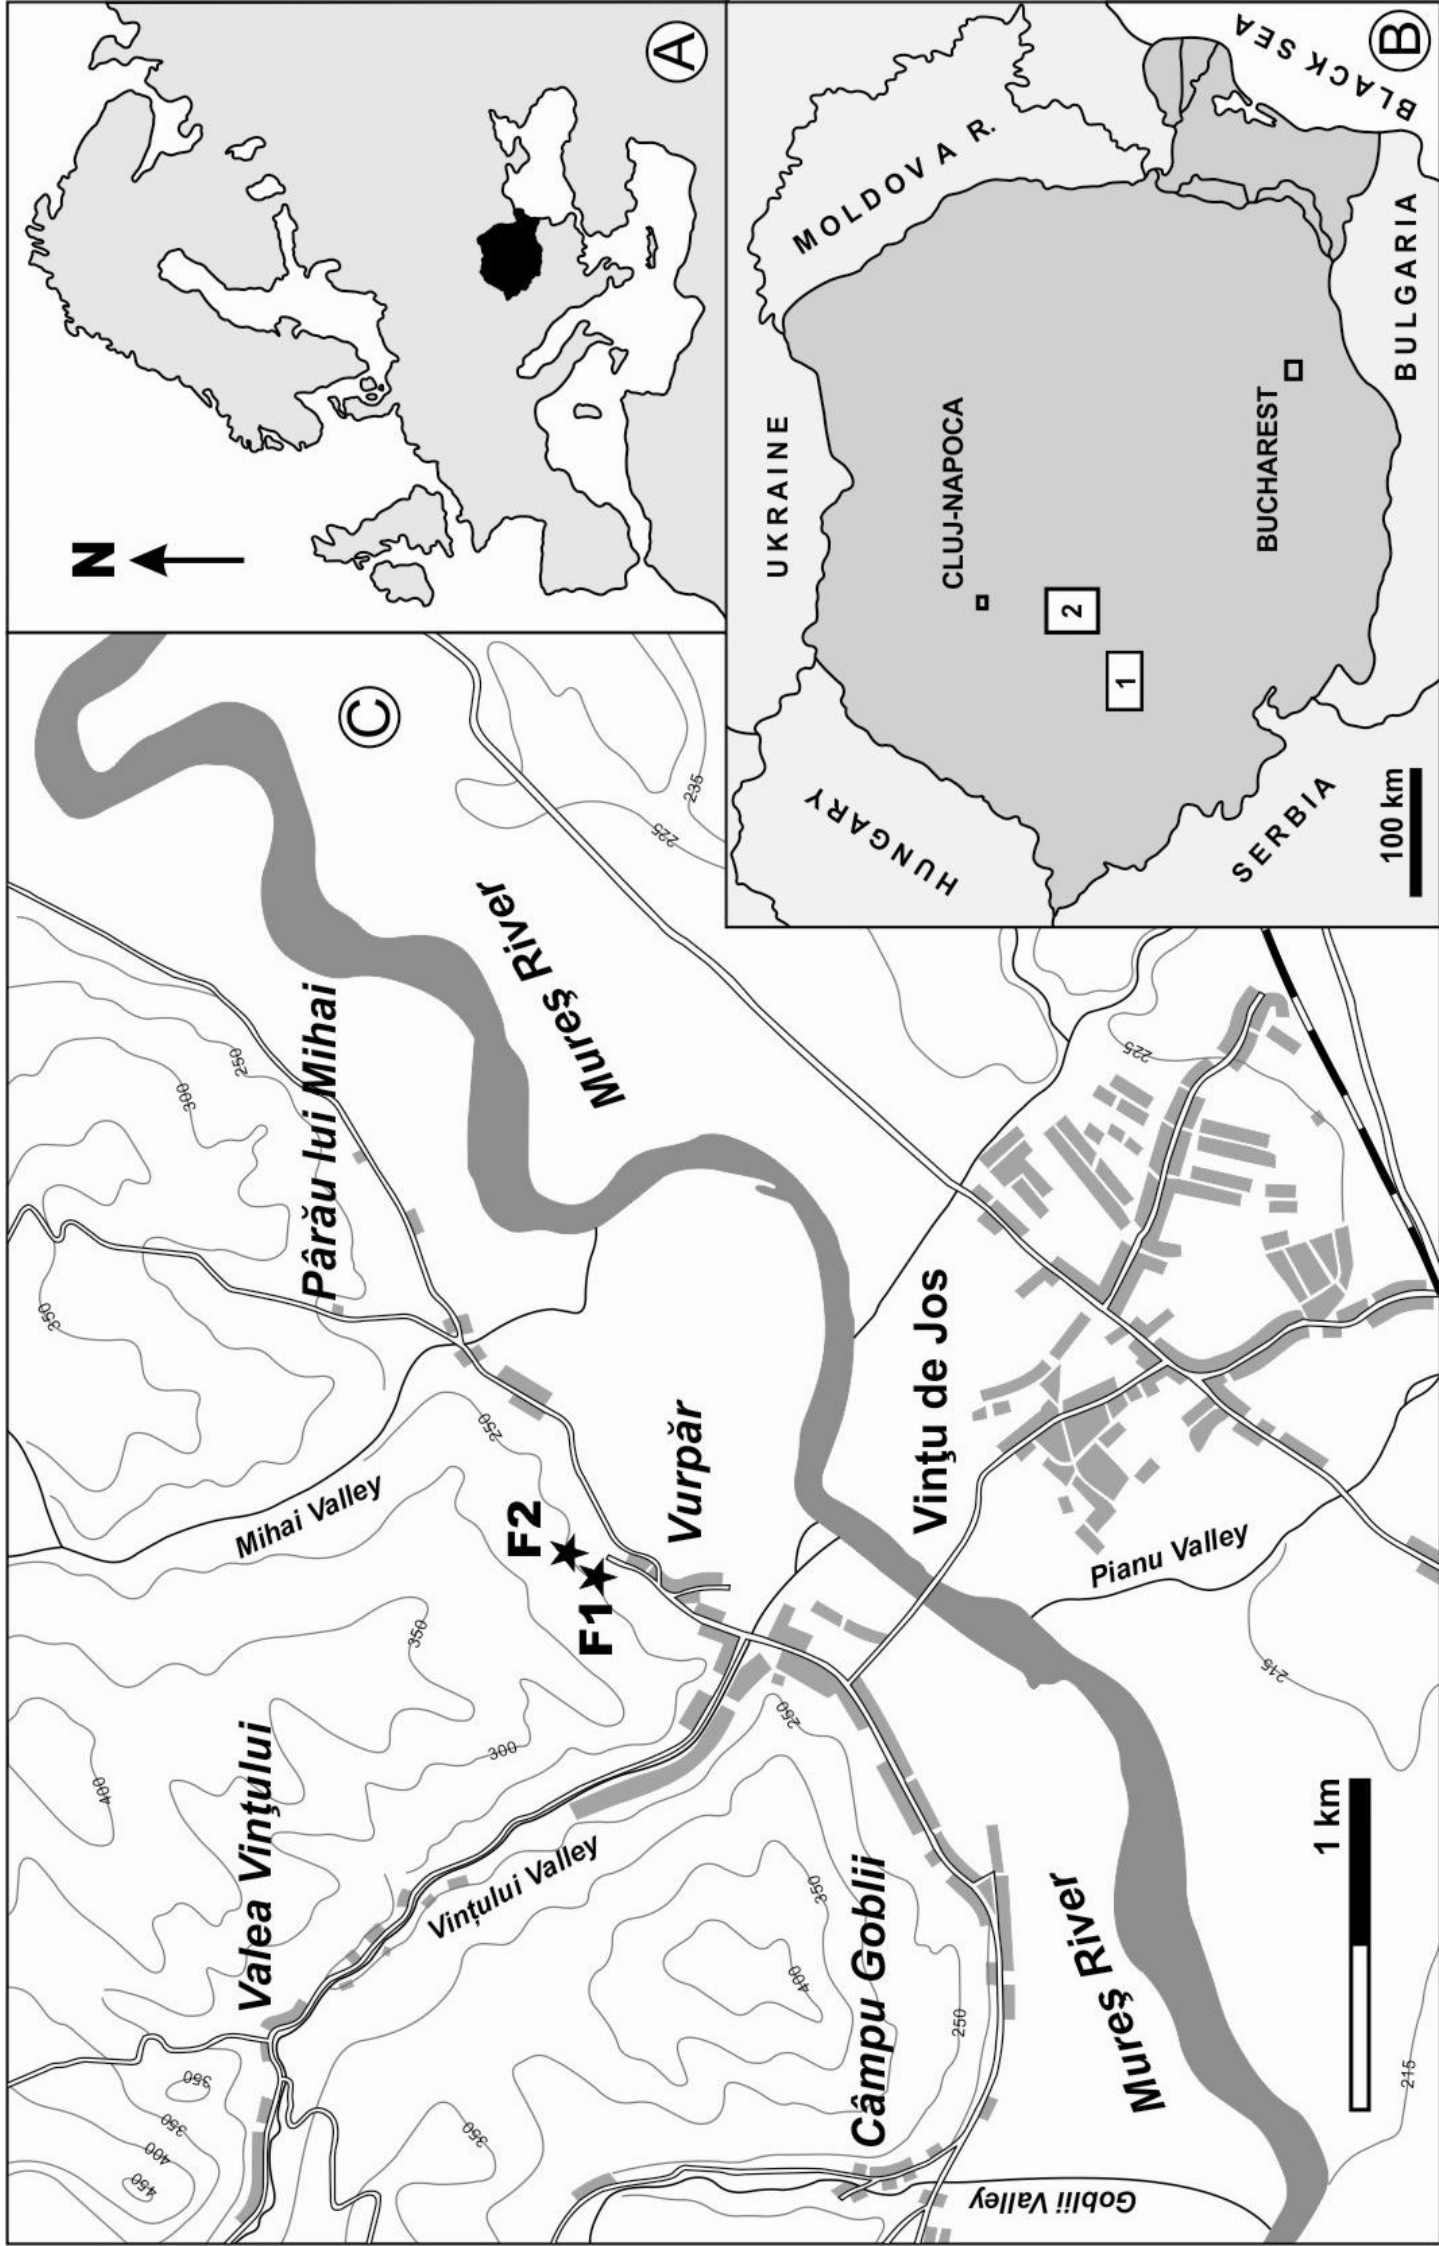 N
A
B
UKRAINE
HUNGARY
MOLDOVA R.
CLUJ-NAPOCA
2
1
BUCHAREST
SERBIA
BULGARIA
BLACK SEA
100 km
C
Valea Vinţului
Pârău lui Mihai
Mihai Valley
Vinţului Valley
F2
F1
Vurpăr
Mureş River
Vinţu de Jos
Câmpu Goblii
Pianu Valley
Mureş River
Goblii Valley
1 km
450
400
350
350
400
350
300
350
350
300
250
250
250
350
400
250
225
235
225
215
215